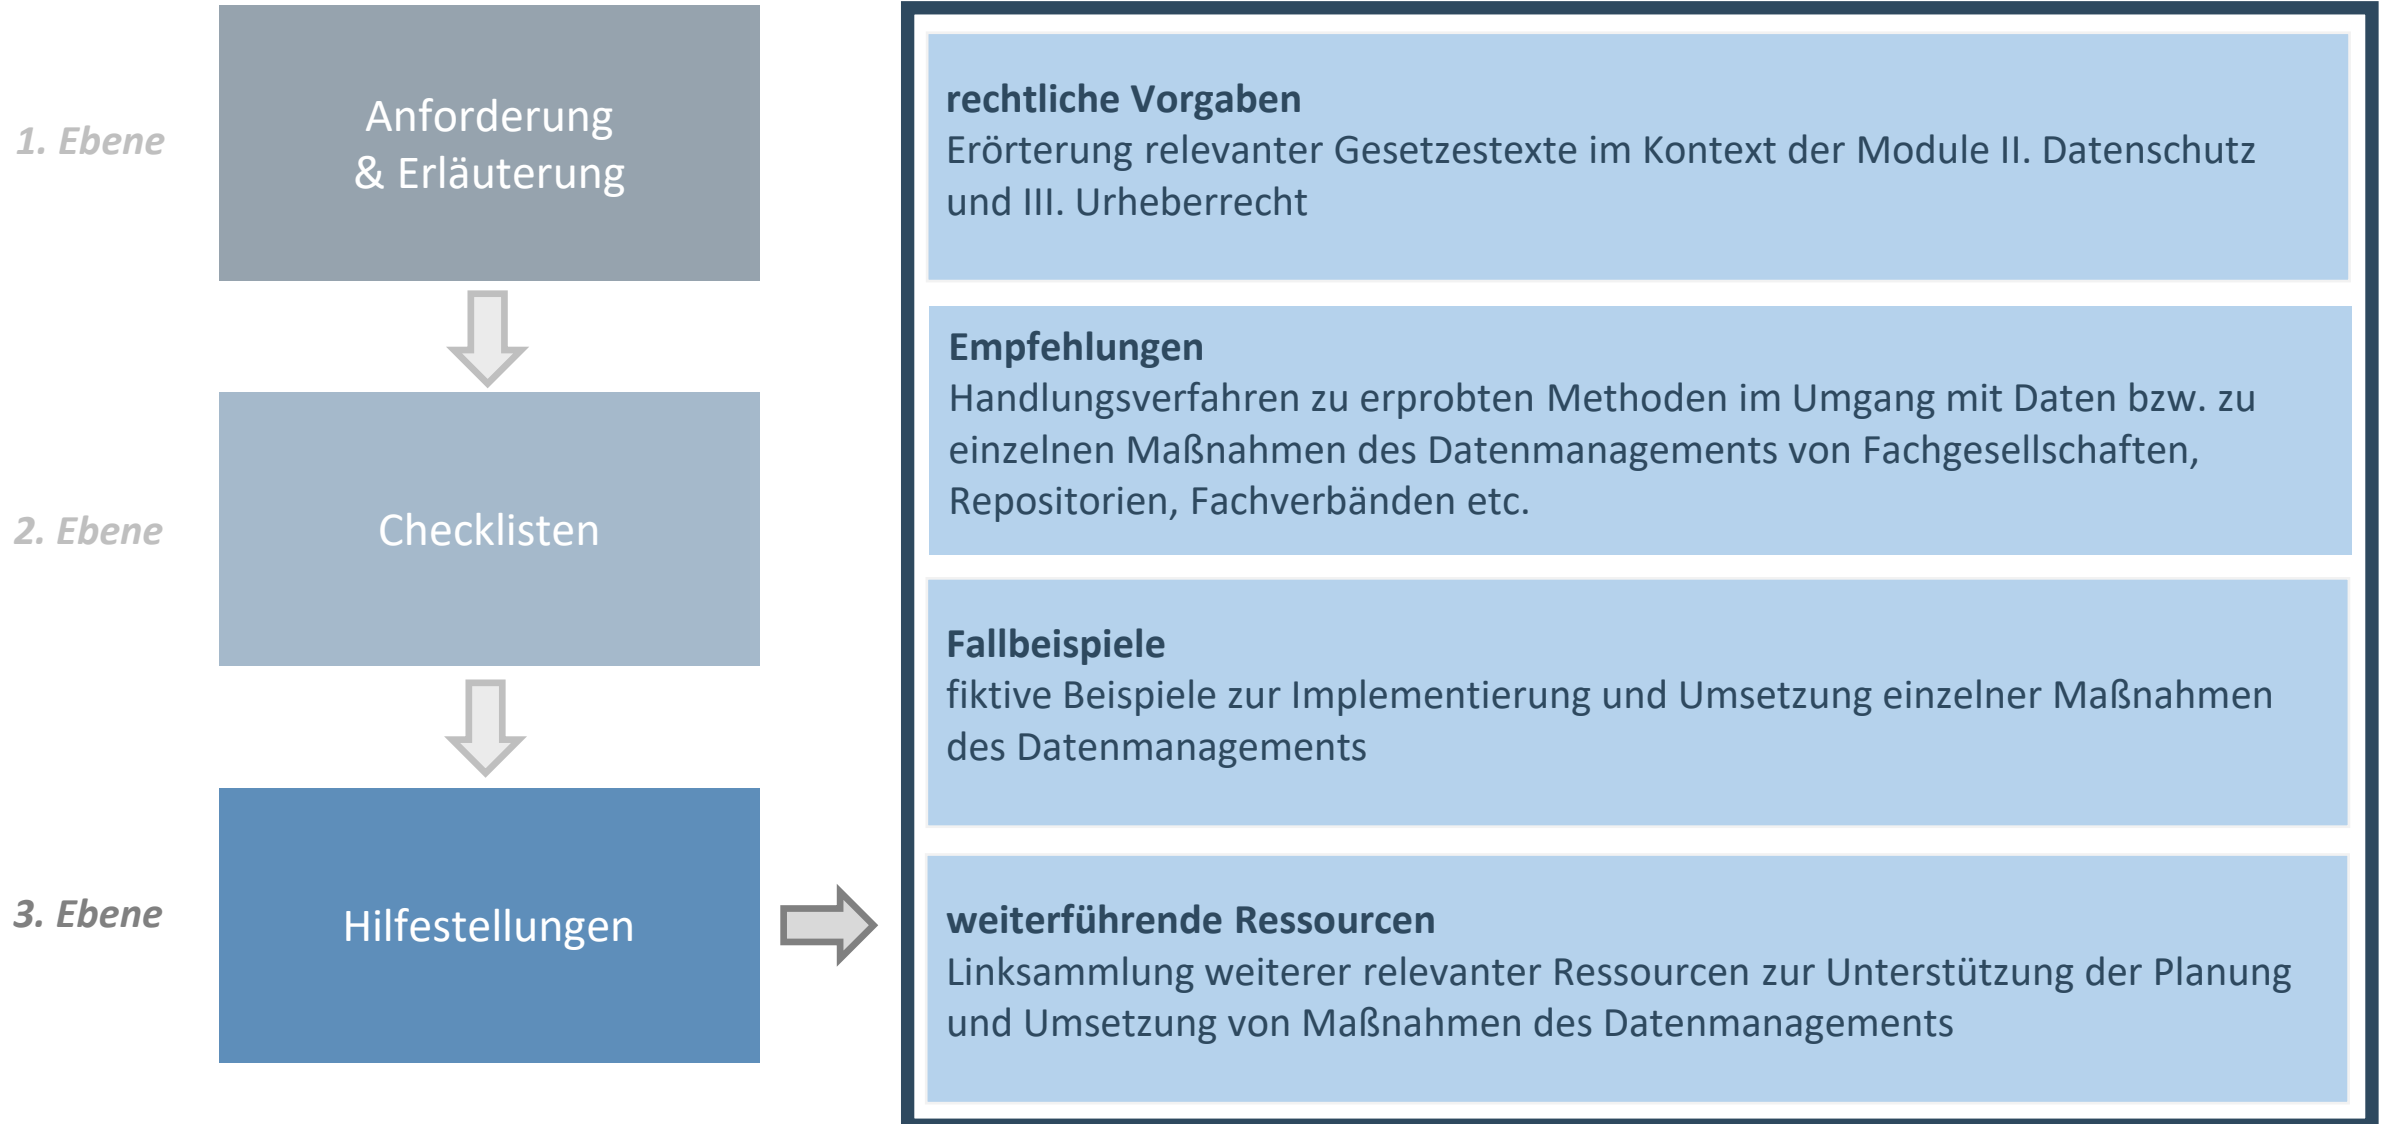 1. Ebene
Anforderung
& Erläuterung
2. Ebene
Checklisten
3. Ebene
Hilfestellungen
rechtliche Vorgaben
Erörterung relevanter Gesetzestexte im Kontext der Module II. Datenschutz
und III. Urheberrecht
Empfehlungen
Handlungsverfahren zu erprobten Methoden im Umgang mit Daten bzw. zu
einzelnen Maßnahmen des Datenmanagements von Fachgesellschaften,
Repositorien, Fachverbänden etc.
Fallbeispiele
fiktive Beispiele zur Implementierung und Umsetzung einzelner Maßnahmen
des Datenmanagements
weiterführende Ressourcen
Linksammlung weiterer relevanter Ressourcen zur Unterstützung der Planung
und Umsetzung von Maßnahmen des Datenmanagements